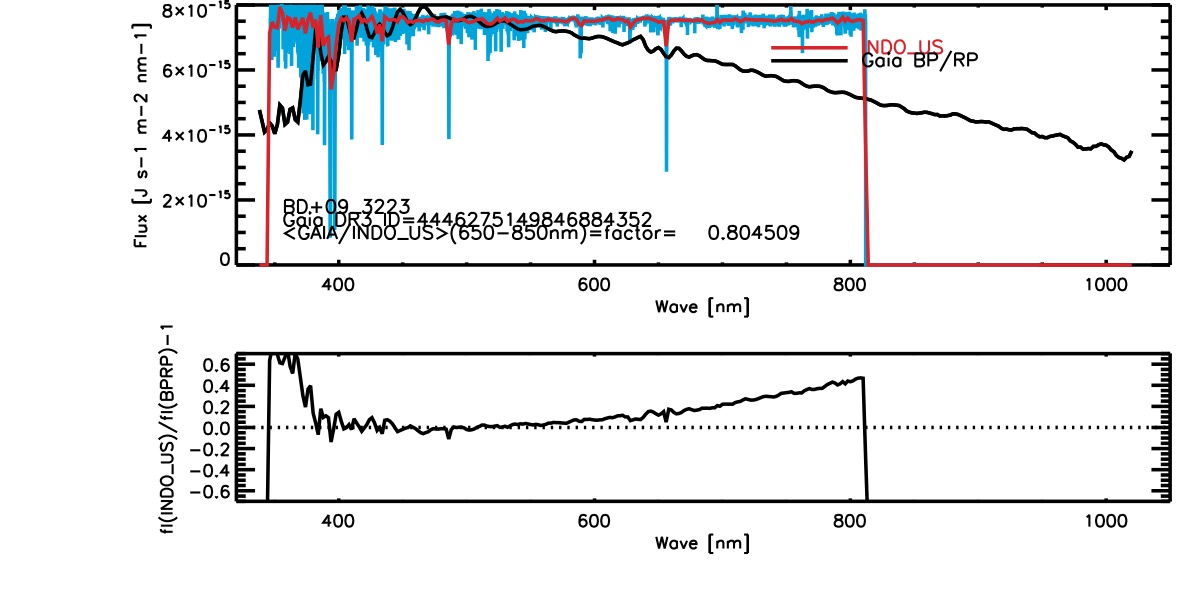 8×10⁻¹⁵
6×10⁻¹⁵
4×10⁻¹⁵
2×10⁻¹⁵
0
Flux [J s-1 m-2 nm-1]
INDO_US
Gaia BP/RP
BD+09_3223
Gaia DR3 ID=4446275149846884352
<GAIA/INDO_US>(650-850nm)=factor= 0.804509
400 600 800 1000
Wave [nm]
fl(INDO_US)/fl(BPRP)-1
0.6
0.4
0.2
0.0
-0.2
-0.4
-0.6
400 600 800 1000
Wave [nm]